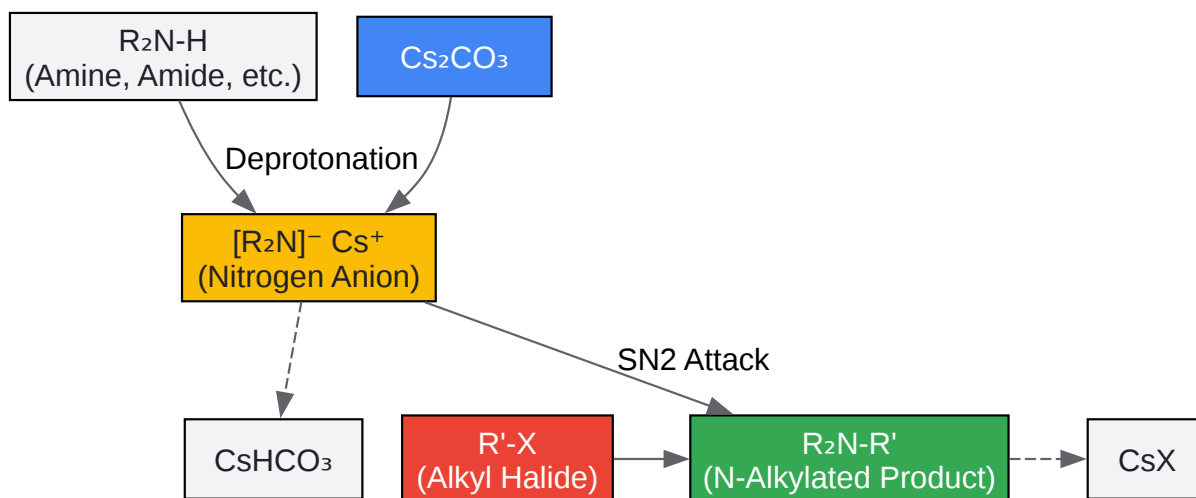 R₂N-H
(Amine, Amide, etc.)
Cs₂CO₃
Deprotonation
[R₂N]⁻ Cs⁺
(Nitrogen Anion)
SN2 Attack
CsHCO₃
R'-X
(Alkyl Halide)
R₂N-R'
(N-Alkylated Product)
CsX